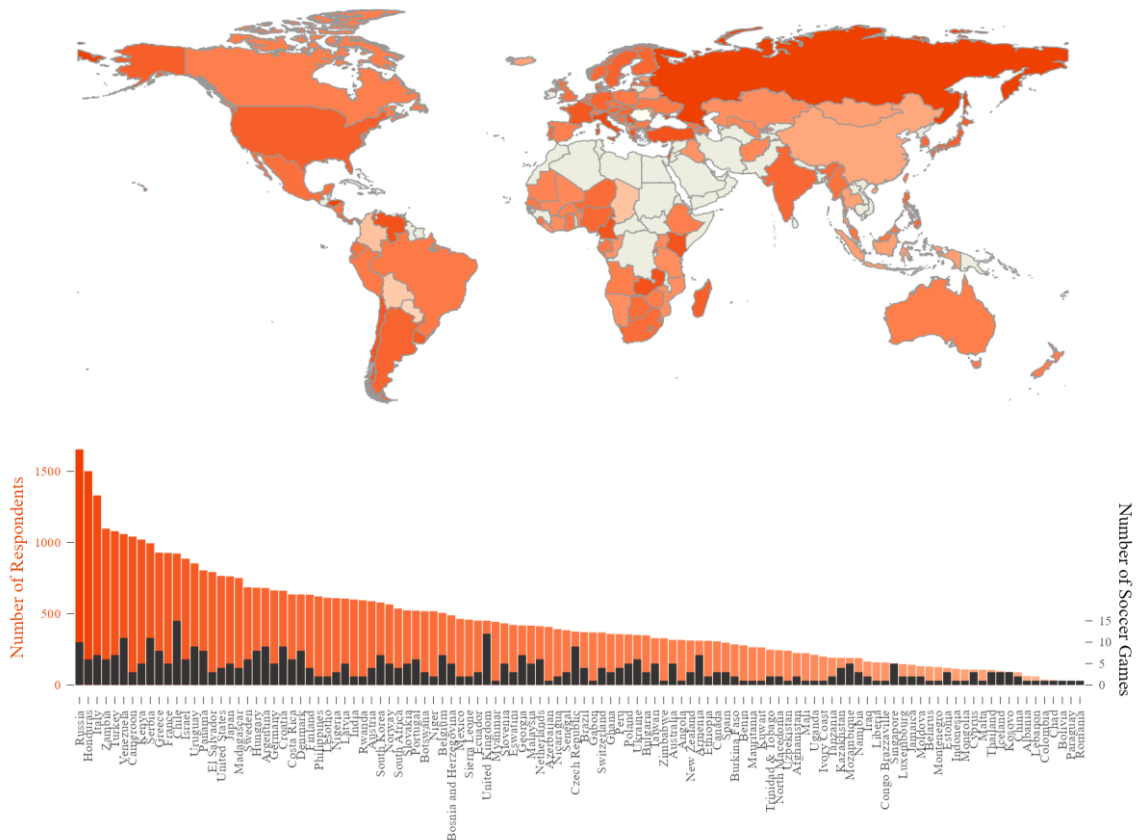 Number of Respondents
1500
1000
500
0
Number of Soccer Games
15
10
5
0
Russia
Honduras
Italy
Zambia
Turkey
Venezuela
Cameroon
Kenya
Serbia
Greece
France
Chile
Israel
Uruguay
Panama
El Salvador
United States
Japan
Madagascar
Sweden
Hungary
Argentina
Germany
Croatia
Costa Rica
Denmark
Finland
Philippines
Lesotho
Nigeria
Latvia
India
Rwanda
Austria
South Korea
Norway
South Africa
Slovakia
Portugal
Botswana
Niger
Belgium
Bosnia and Herzegovina
Mexico
Sierra Leone
Ecuador
United Kingdom
Myanmar
Slovenia
Eswatini
Georgia
Malaysia
Netherlands
Azerbaijan
Nicaragua
Senegal
Czech Republic
Brazil
Gabon
Switzerland
Ghana
Peru
Poland
Ukraine
Bulgaria
Taiwan
Zimbabwe
Australia
Angola
New Zealand
Armenia
Ethiopia
Canada
Spain
Burkina Faso
Benin
Mauritania
Kuwait
Trinidad & Tobago
North Macedonia
Uzbekistan
Afghanistan
Mali
Uganda
Ivory Coast
Tanzania
Kazakhstan
Mozambique
Namibia
Iraq
Liberia
Congo Brazzaville
Singapore
Luxembourg
Jamaica
Moldova
Belarus
Montenegro
Estonia
Indonesia
Mongolia
Cyprus
Malta
Thailand
Iceland
Kosovo
China
Albania
Lebanon
Colombia
Chad
Bolivia
Paraguay
Romania